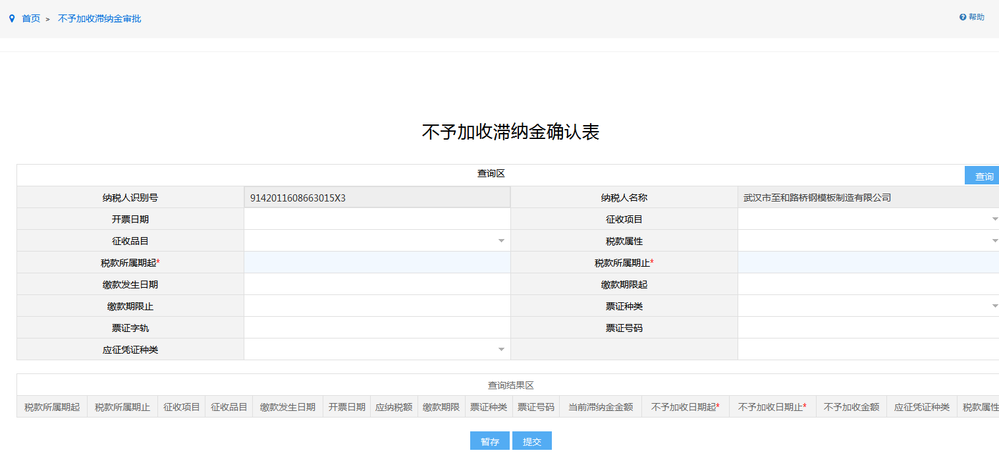 首页 > 不予加收滞纳金审批
帮助
不予加收滞纳金确认表
查询区
查询
纳税人识别号 9142011608663015X3 纳税人名称 武汉市至和路桥钢模板制造有限公司
开票日期 征收项目
征收品目 税款属性
税款所属期起* 税款所属期止*
缴款发生日期 缴款期限起
缴款期限止 票证种类
票证字轨 票证号码
应征凭证种类
查询结果区
税款所属期起 税款所属期止 征收项目 征收品目 缴款发生日期 开票日期 应纳税额 缴款期限 票证种类 票证号码 当前滞纳金金额 不予加收日期起* 不予加收日期止* 不予加收金额 应征凭证种类 税款属性
暂存 提交